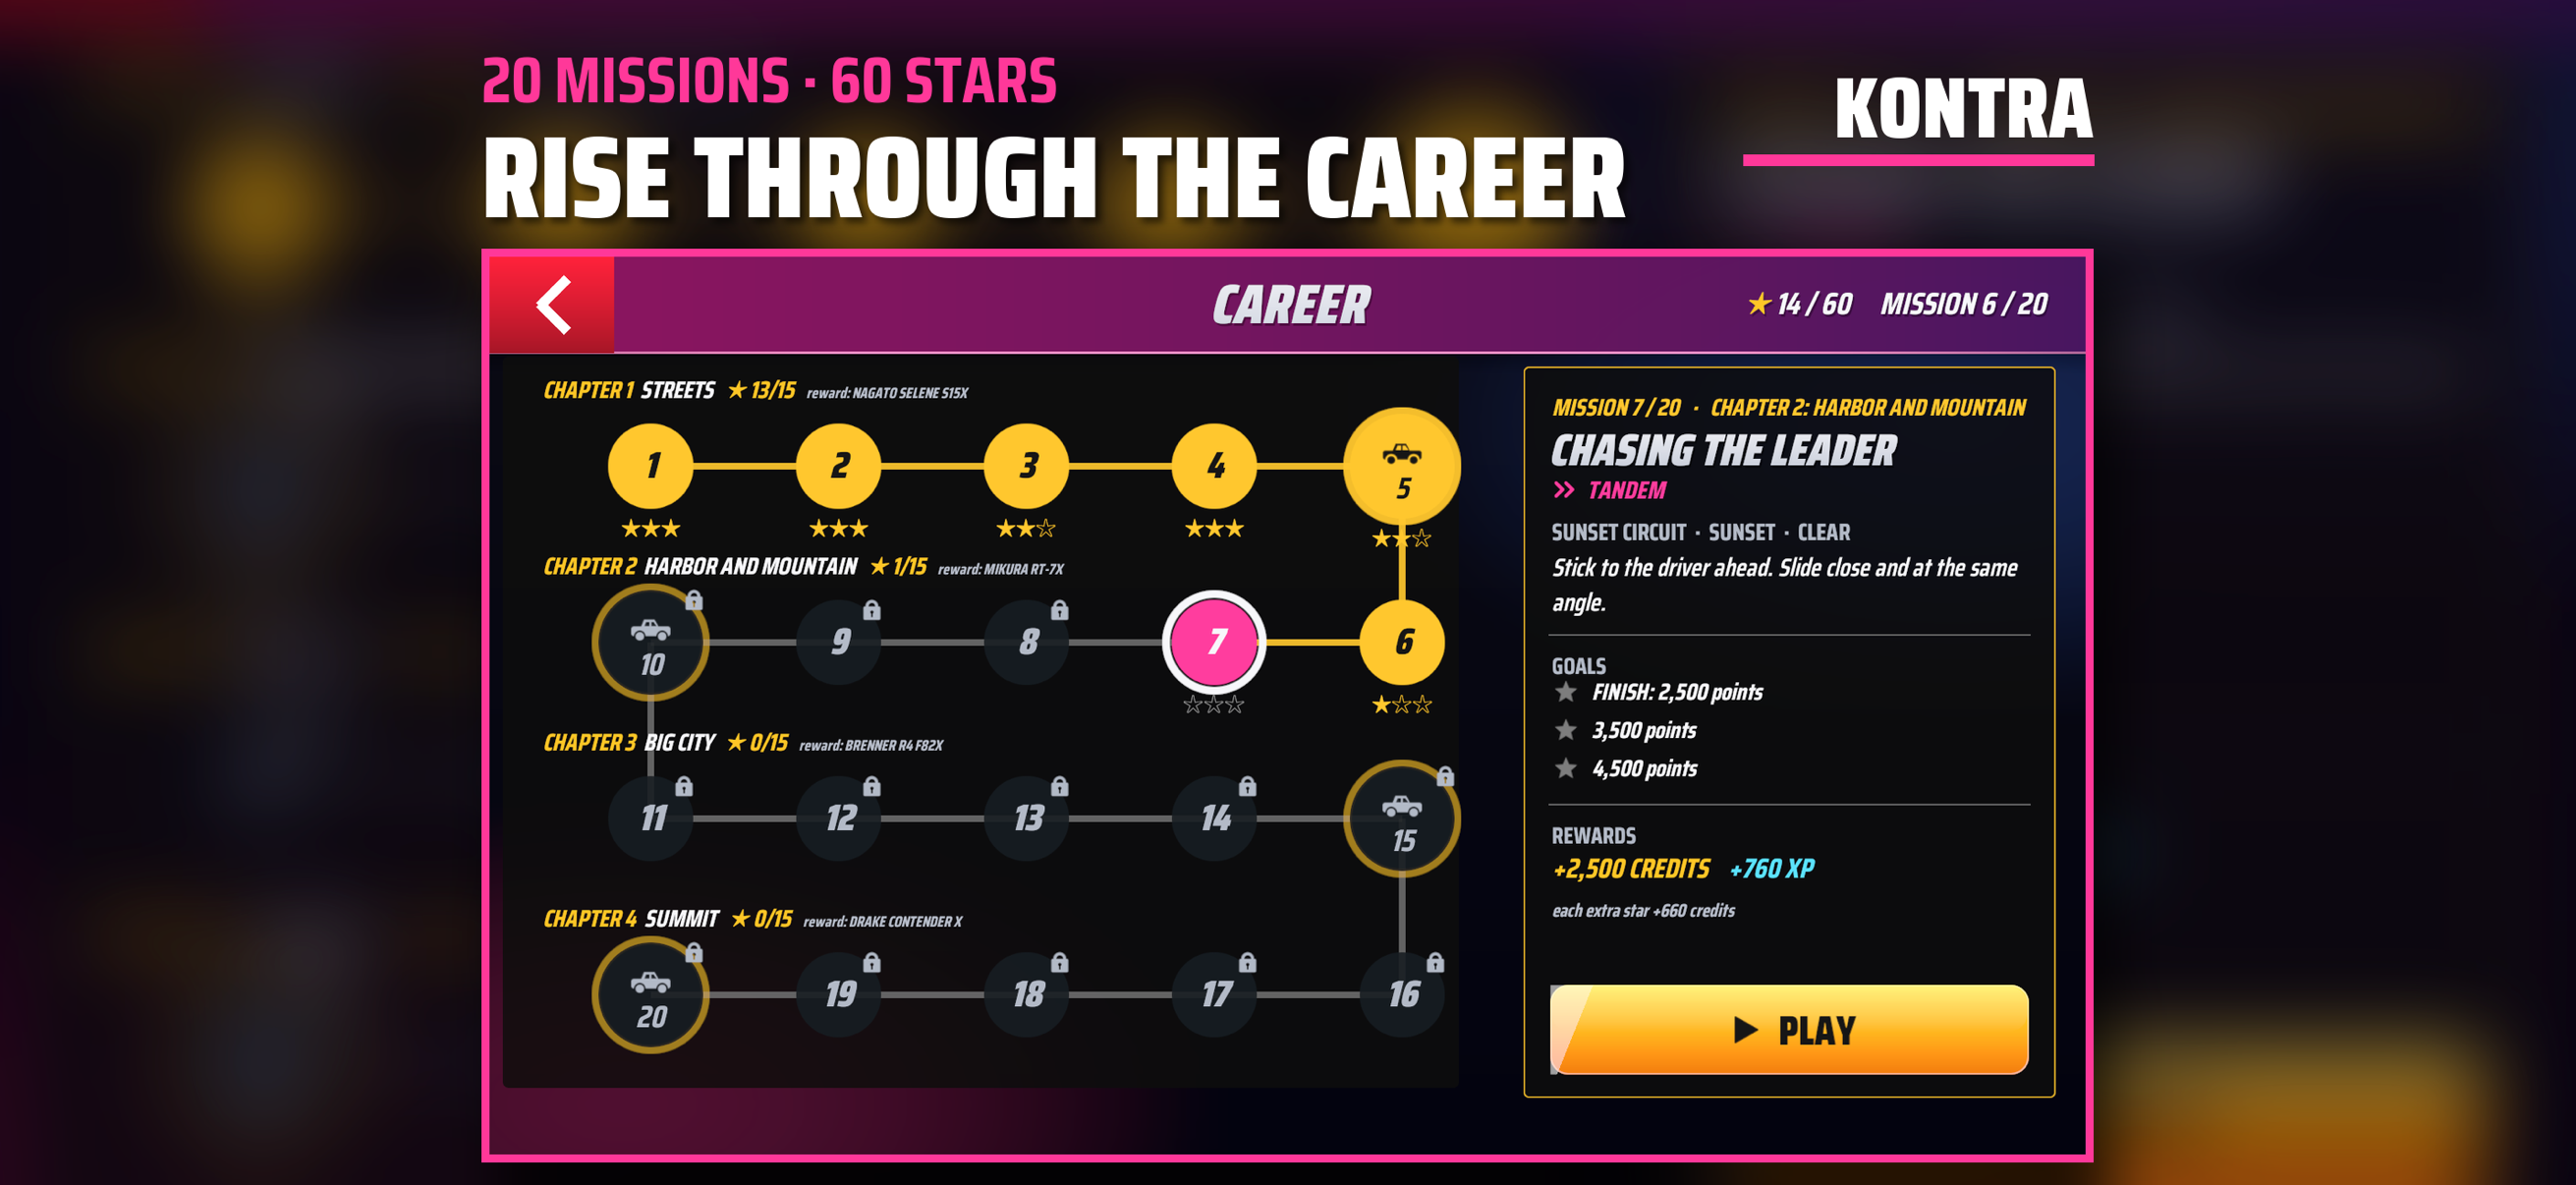 20 MISSIONS · 60 STARS
RISE THROUGH THE CAREER
KONTRA
CAREER
★ 14 / 60 MISSION 6 / 20
CHAPTER 1 STREETS ★ 13/15 reward: NAGATO SELENE S15X
1 2 3 4 5
★★★ ★★★ ★★☆ ★★★ ★★☆
CHAPTER 2 HARBOR AND MOUNTAIN ★ 1/15 reward: MIKURA RT-7X
10 9 8 7 6
☆☆☆ ★☆☆
CHAPTER 3 BIG CITY ★ 0/15 reward: BRENNER R4 F82X
11 12 13 14 15
CHAPTER 4 SUMMIT ★ 0/15 reward: DRAKE CONTENDER X
20 19 18 17 16
MISSION 7 / 20 · CHAPTER 2: HARBOR AND MOUNTAIN
CHASING THE LEADER
TANDEM
SUNSET CIRCUIT · SUNSET · CLEAR
Stick to the driver ahead. Slide close and at the same
angle.
GOALS
★ FINISH: 2,500 points
★ 3,500 points
★ 4,500 points
REWARDS
+2,500 CREDITS +760 XP
each extra star +660 credits
PLAY